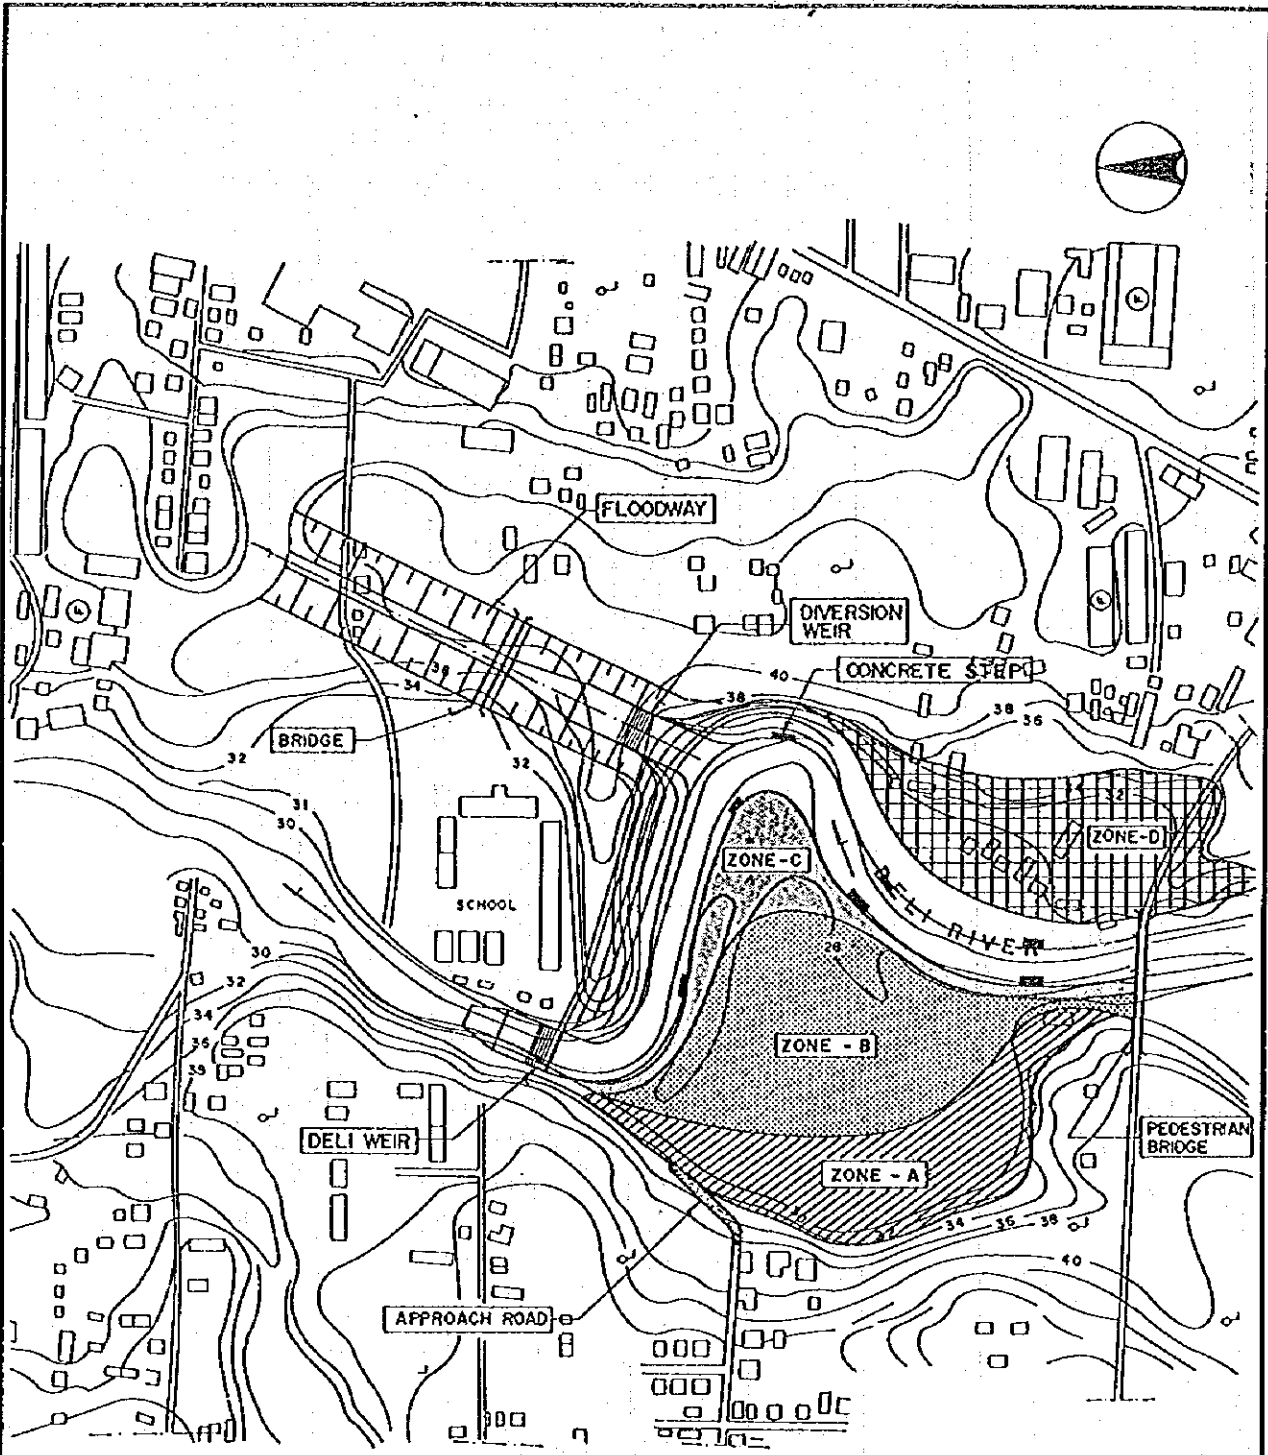 FLOODWAY
DIVERSION
WEIR
40
CONCRETE STEP
38
38
36
36
34
BRIDGE
32
32
32
31
30
ZONE-D
ZONE-C
DELI RIVER
SCHOOL
28
30
32
34
36
38
ZONE - B
DELI WEIR
PEDESTRIAN
BRIDGE
ZONE - A
34
36
38
40
APPROACH ROAD